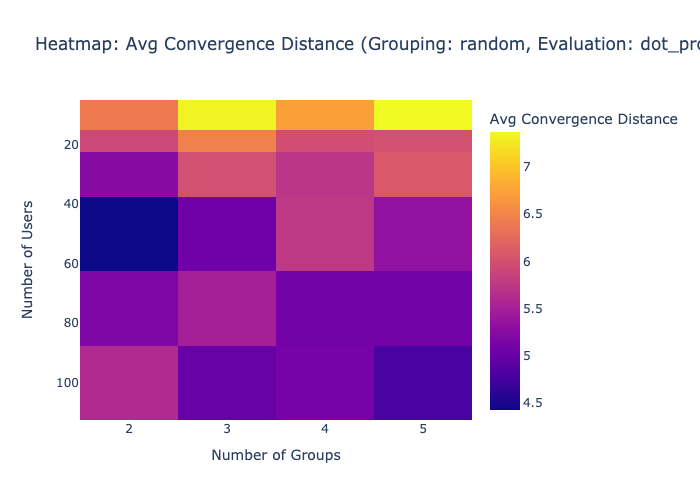 Heatmap: Avg Convergence Distance (Grouping: random, Evaluation: dot_pro
Avg Convergence Distance
20
40
60
80
100
Number of Users
2 3 4 5
Number of Groups
7
6.5
6
5.5
5
4.5